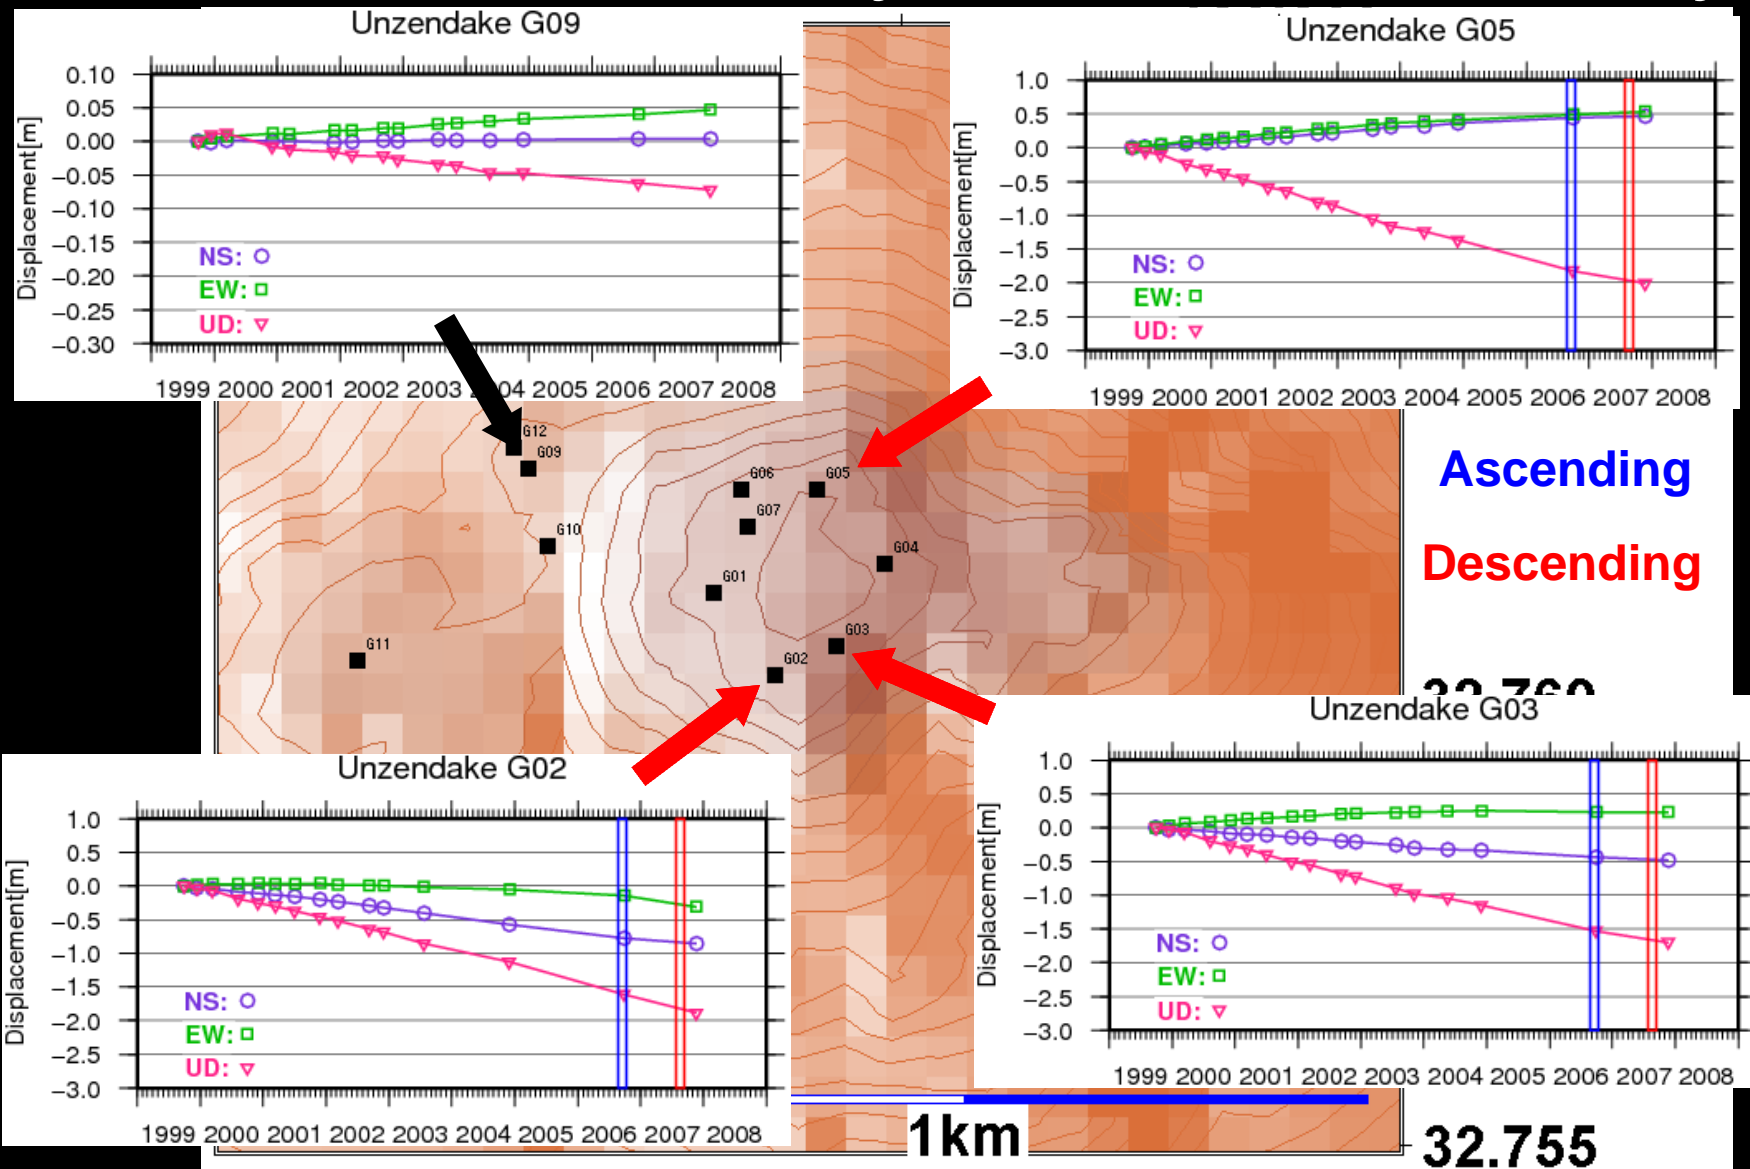 Unzendake G09
Displacement[m]
0.10
0.05
0.00
−0.05
−0.10
−0.15
−0.20
−0.25
−0.30
NS:
EW:
UD:
1999 2000 2001 2002 2003 2004 2005 2006 2007 2008
Unzendake G05
Displacement[m]
1.0
0.5
0.0
−0.5
−1.0
−1.5
−2.0
−2.5
−3.0
NS:
EW:
UD:
1999 2000 2001 2002 2003 2004 2005 2006 2007 2008
G12
G09
G06
G05
G07
G10
G04
G01
G03
G11
G02
Ascending
Descending
32.760
Unzendake G02
Displacement[m]
1.0
0.5
0.0
−0.5
−1.0
−1.5
−2.0
−2.5
−3.0
NS:
EW:
UD:
1999 2000 2001 2002 2003 2004 2005 2006 2007 2008
Unzendake G03
Displacement[m]
1.0
0.5
0.0
−0.5
−1.0
−1.5
−2.0
−2.5
−3.0
NS:
EW:
UD:
1999 2000 2001 2002 2003 2004 2005 2006 2007 2008
1km
32.755